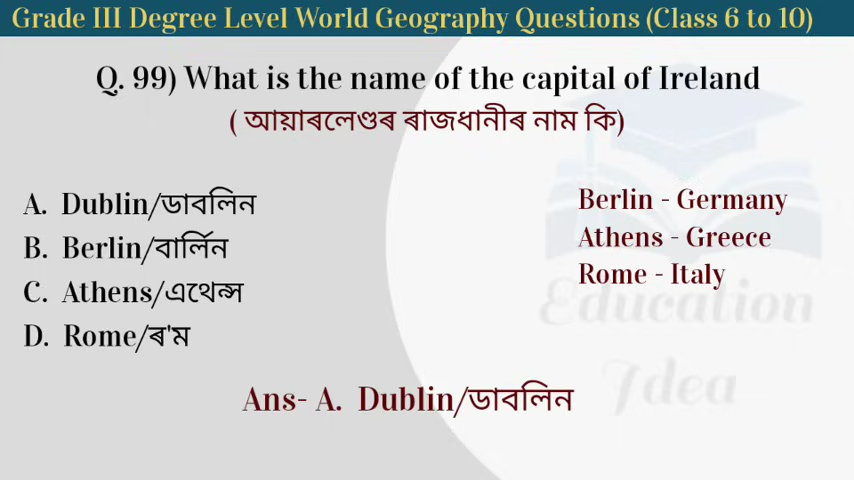 Grade III Degree Level World Geography Questions (Class 6 to 10)
Q. 99) What is the name of the capital of Ireland
( আয়াৰলেণ্ডৰ ৰাজধানীৰ নাম কি)
A. Dublin/ডাবলিন
B. Berlin/বাৰ্লিন
C. Athens/এথেন্স
D. Rome/ৰ'ম
Berlin - Germany
Athens - Greece
Rome - Italy
Education
Idea
Ans- A. Dublin/ডাবলিন